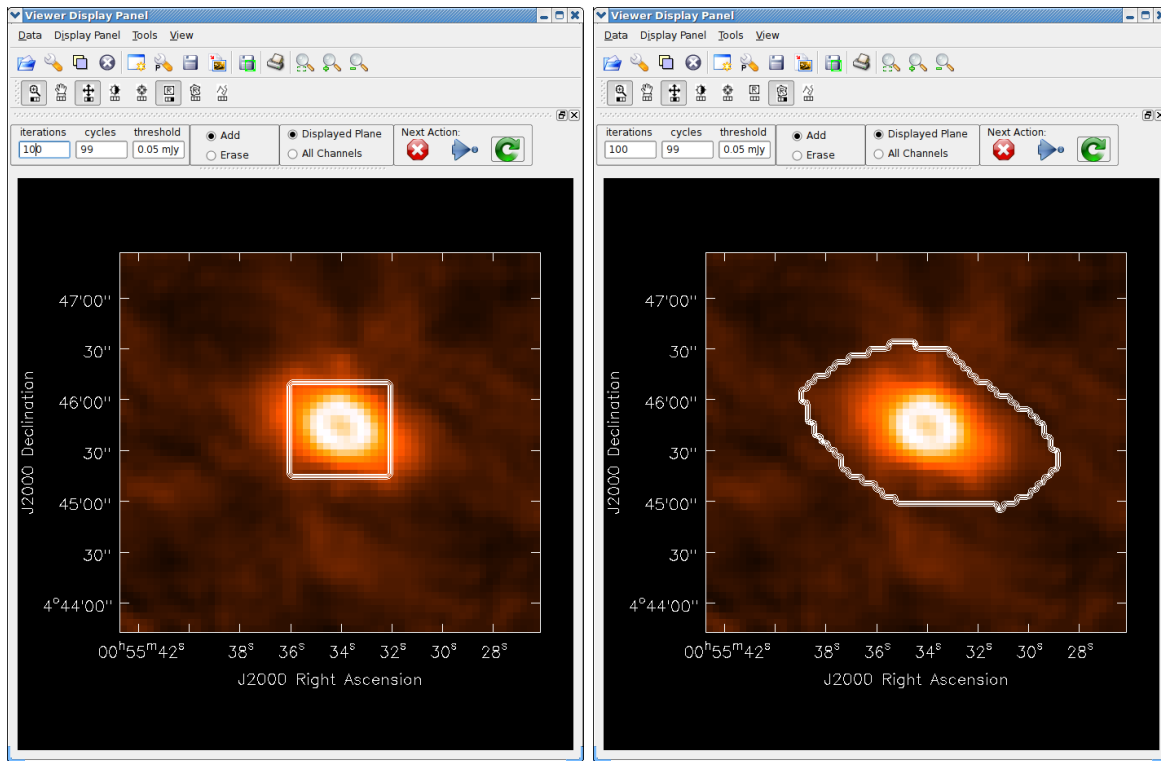 Viewer Display Panel
Data Display Panel Tools View
iterations cycles threshold
100 99 0.05 mJy
Add
Erase
Displayed Plane
All Channels
Next Action:
47'00"
30"
46'00"
30"
45'00"
30"
4°44'00"
J2000 Declination
00ʰ55ᵐ42ˢ 38ˢ 36ˢ 34ˢ 32ˢ 30ˢ 28ˢ
J2000 Right Ascension
Viewer Display Panel
Data Display Panel Tools View
iterations cycles threshold
100 99 0.05 mJy
Add
Erase
Displayed Plane
All Channels
Next Action:
47'00"
30"
46'00"
30"
45'00"
30"
4°44'00"
J2000 Declination
00ʰ55ᵐ42ˢ 38ˢ 36ˢ 34ˢ 32ˢ 30ˢ 28ˢ
J2000 Right Ascension